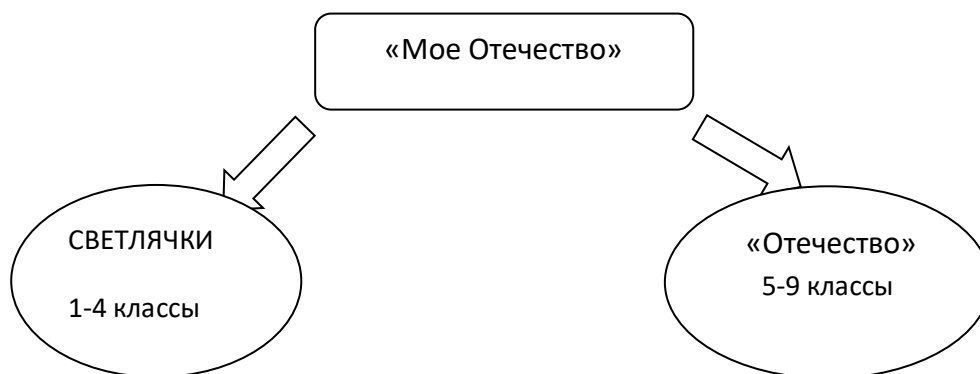 «Мое Отечество»
СВЕТЛЯЧКИ
1-4 классы
«Отечество»
5-9 классы